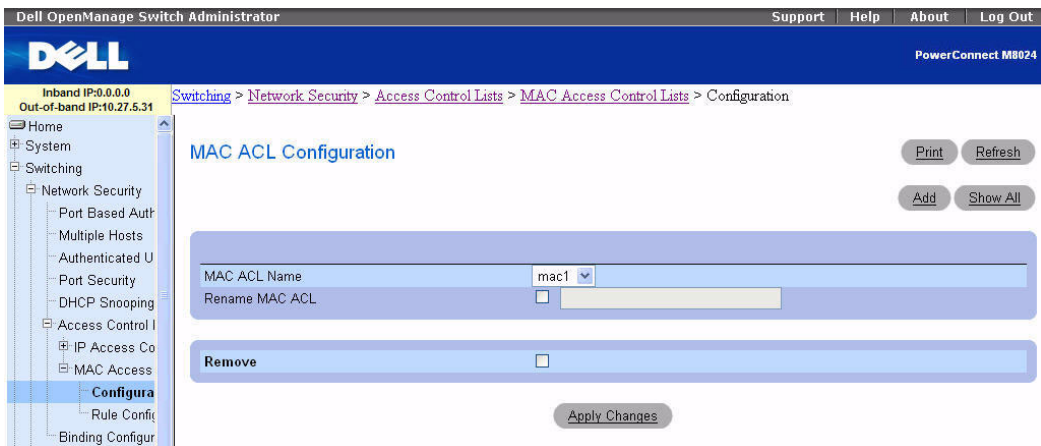 Dell OpenManage Switch Administrator
Support
Help
About
Log Out
DELL
PowerConnect M8024
Inband IP:0.0.0.0
Out-of-band IP:10.27.5.31
Switching > Network Security > Access Control Lists > MAC Access Control Lists > Configuration
Home
System
Switching
Network Security
Port Based Auth
Multiple Hosts
Authenticated U
Port Security
DHCP Snooping
Access Control l
IP Access Co
MAC Access
Configura
Rule Config
Binding Configur
MAC ACL Configuration
Print
Refresh
Add
Show All
MAC ACL Name
mac1
Rename MAC ACL
Remove
Apply Changes